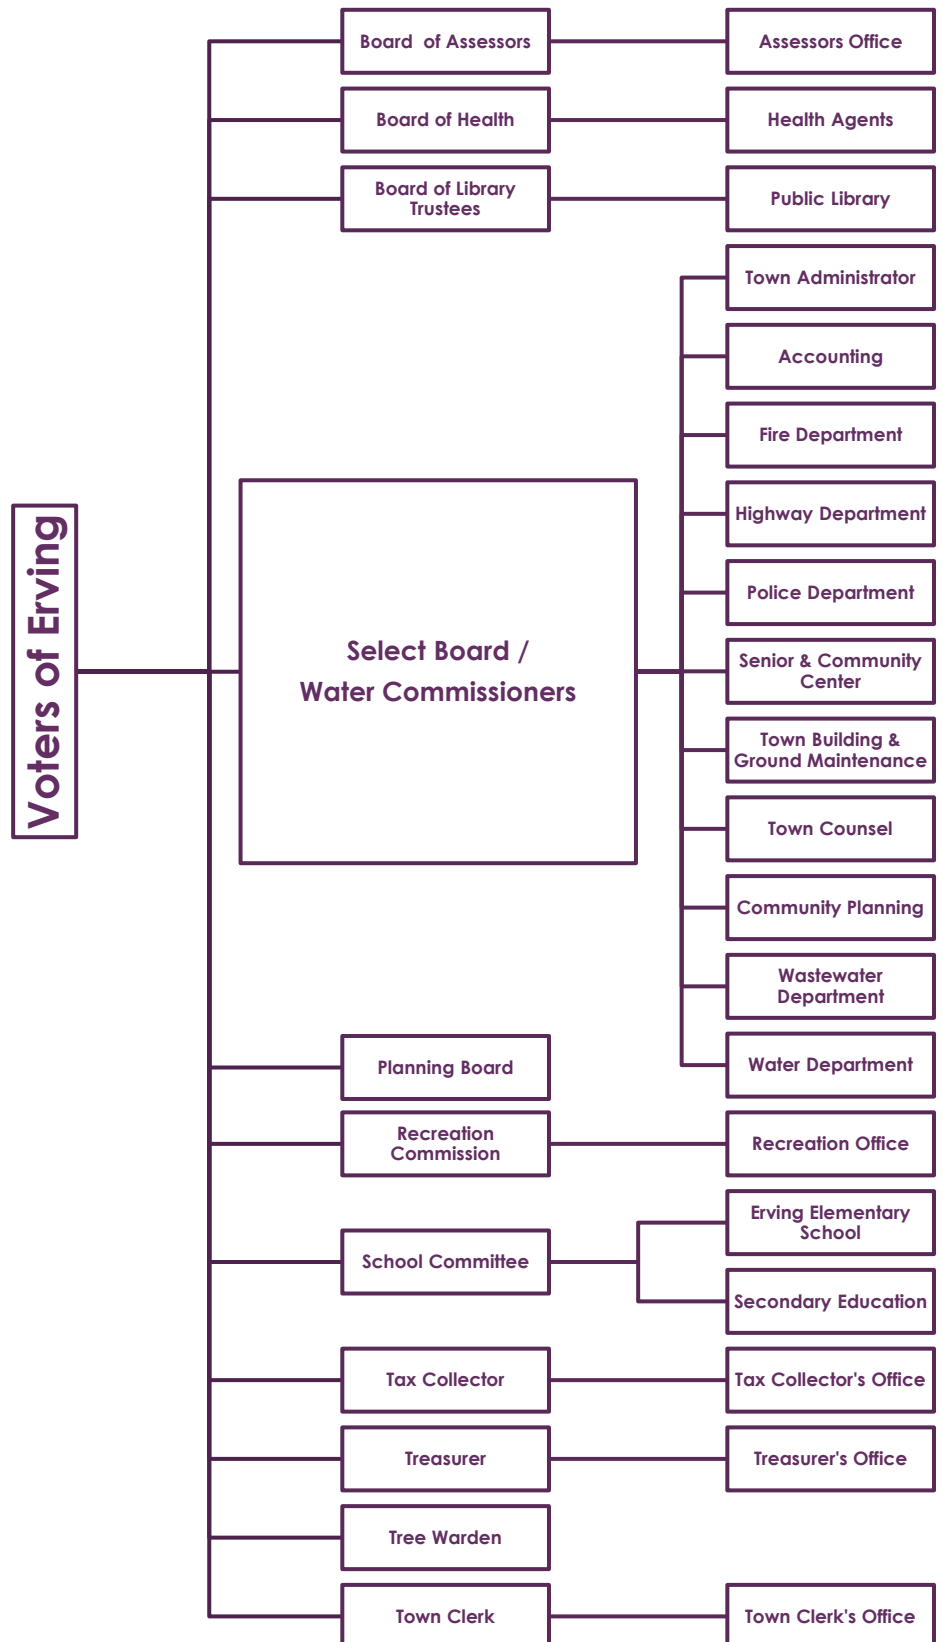 Voters of Erving
Board of Assessors
Assessors Office
Board of Health
Health Agents
Board of Library
Trustees
Public Library
Select Board /
Water Commissioners
Town Administrator
Accounting
Fire Department
Highway Department
Police Department
Senior & Community
Center
Town Building &
Ground Maintenance
Town Counsel
Community Planning
Wastewater
Department
Water Department
Planning Board
Recreation
Commission
Recreation Office
School Committee
Erving Elementary
School
Secondary Education
Tax Collector
Tax Collector's Office
Treasurer
Treasurer's Office
Tree Warden
Town Clerk
Town Clerk's Office